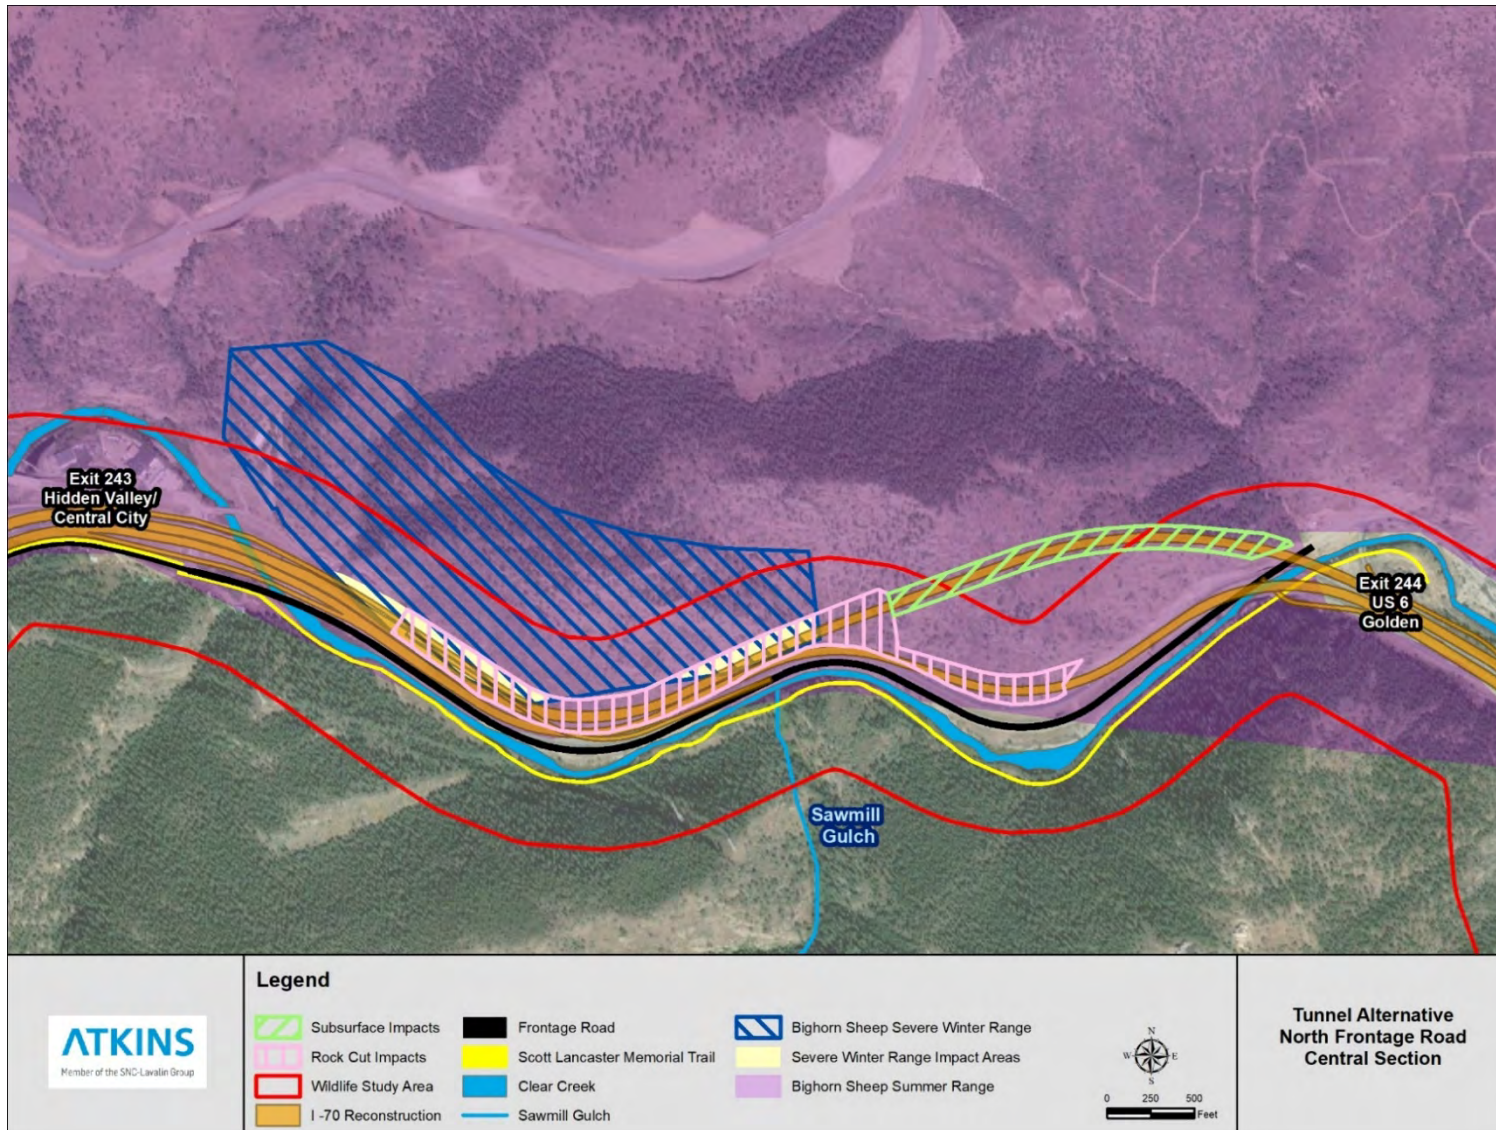 Exit 243
Hidden Valley/
Central City
Exit 244
US 6
Golden
Sawmill
Gulch
ATKINS
Member of the SNC-Lavalin Group
Legend
Subsurface Impacts
Rock Cut Impacts
Wildlife Study Area
I -70 Reconstruction
Frontage Road
Scott Lancaster Memorial Trail
Clear Creek
Sawmill Gulch
Bighorn Sheep Severe Winter Range
Severe Winter Range Impact Areas
Bighorn Sheep Summer Range
N
W E
S
0 250 500
Feet
Tunnel Alternative
North Frontage Road
Central Section